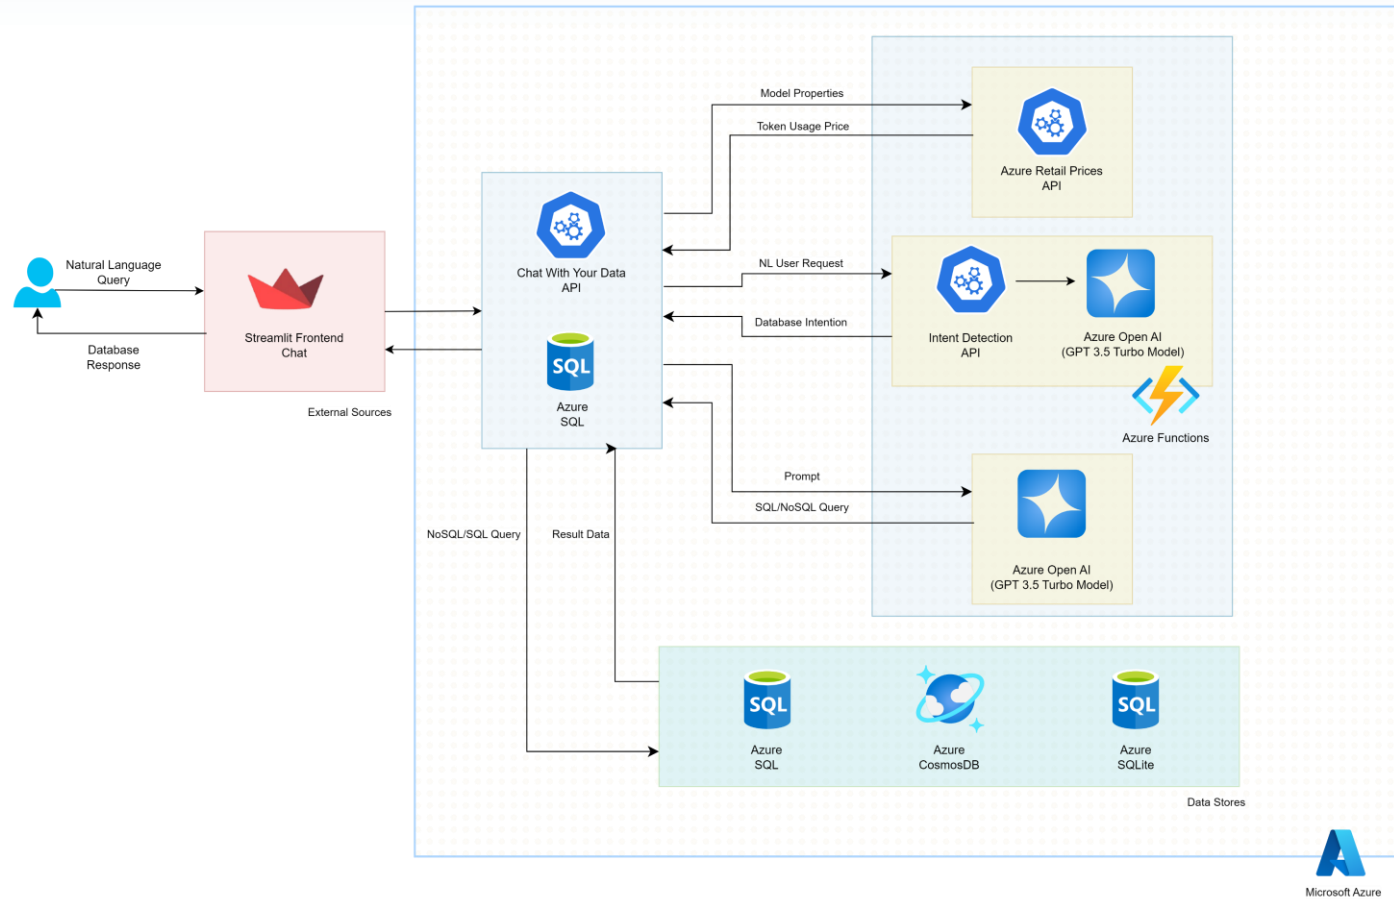 Model Properties
Token Usage Price
Azure Retail Prices
API
Natural Language
Query
Database
Response
Streamlit Frontend
Chat
External Sources
Chat With Your Data
API
SQL
Azure
SQL
NL User Request
Database Intention
Intent Detection
API
Azure Open AI
(GPT 3.5 Turbo Model)
Azure Functions
Prompt
SQL/NoSQL Query
Azure Open AI
(GPT 3.5 Turbo Model)
NoSQL/SQL Query
Result Data
SQL
Azure
SQL
Azure
CosmosDB
SQL
Azure
SQLite
Data Stores
Microsoft Azure